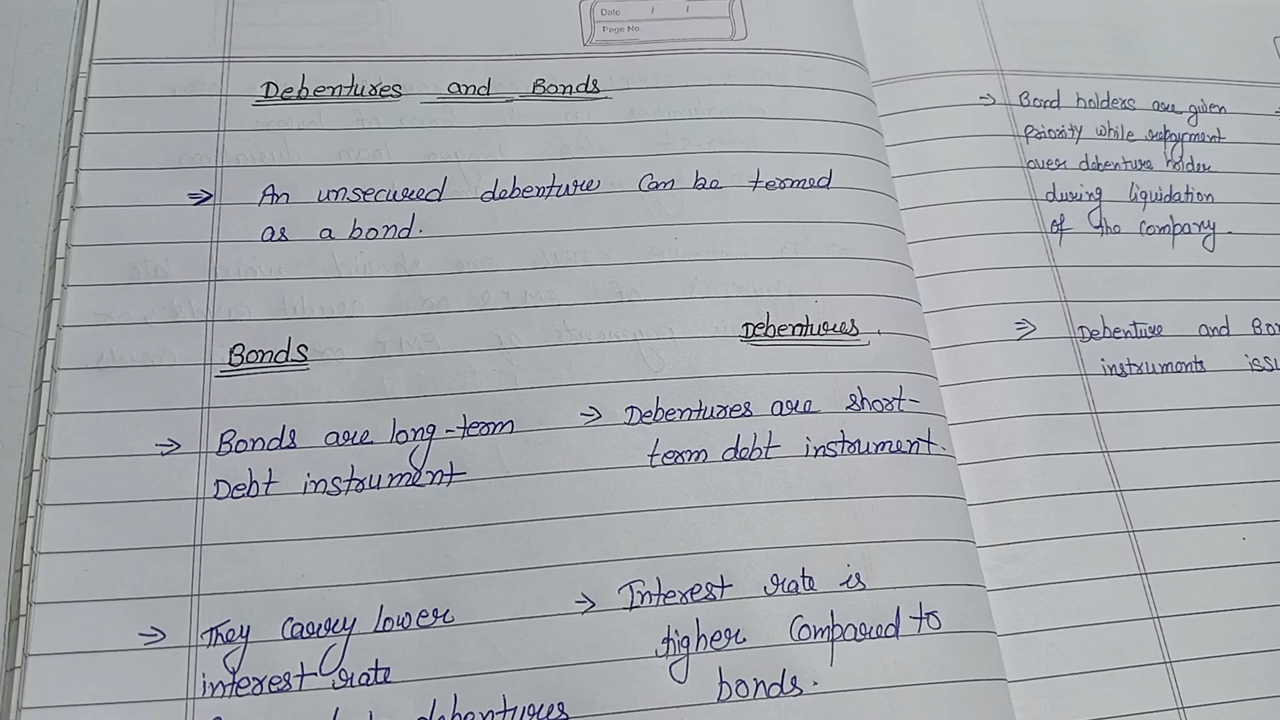 Date / /
Page No.
Debentures and Bonds
⇒ An unsecured debenture can be termed
as a bond.
Bonds
→ Bonds are long-term
Debt instrument
→ They carry lower
interest rate
debentures
Debentures.
→ Debentures are short-
term debt instrument.
→ Interest rate is
higher compared to
bonds.
→ Bond holders are given
priority while repayment
over debenture holder
during liquidation
of the company.
⇒ Debenture and
instruments